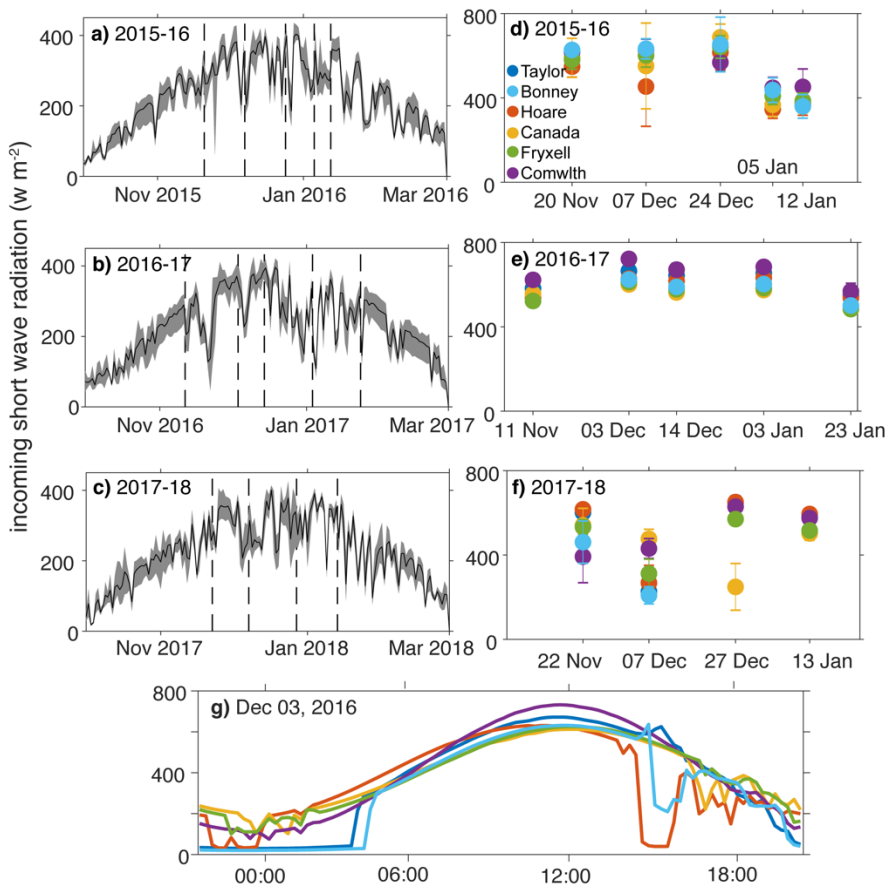 incoming short wave radiation (w m⁻²)
a) 2015-16
400
200
0
Nov 2015 Jan 2016 Mar 2016
b) 2016-17
400
200
0
Nov 2016 Jan 2017 Mar 2017
c) 2017-18
400
200
0
Nov 2017 Jan 2018 Mar 2018
d) 2015-16
800
400
0
Taylor
Bonney
Hoare
Canada
Fryxell
Comwlth
05 Jan
20 Nov 07 Dec 24 Dec 12 Jan
e) 2016-17
800
400
0
11 Nov 03 Dec 14 Dec 03 Jan 23 Jan
f) 2017-18
800
400
0
22 Nov 07 Dec 27 Dec 13 Jan
g) Dec 03, 2016
800
400
0
00:00 06:00 12:00 18:00